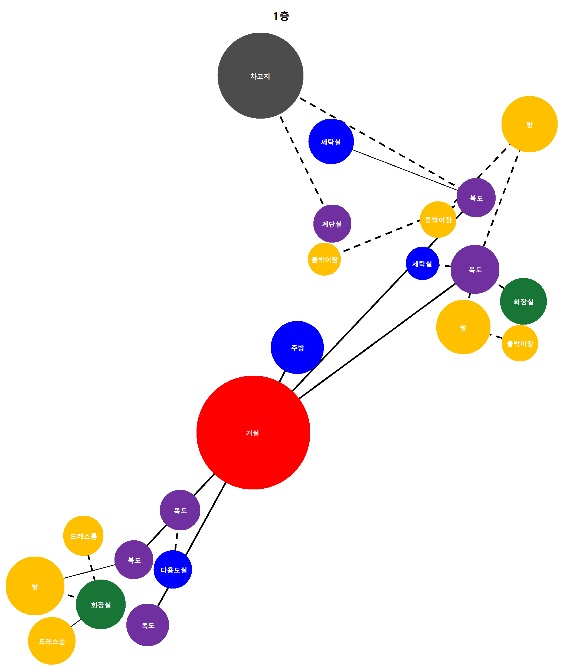 1층
차고지
방
세탁실
복도
붙박이장
계단실
붙박이장
세탁실
복도
화장실
방
붙박이장
주방
거실
복도
드레스룸
복도
다용도실
방
화장실
복도
드레스룸